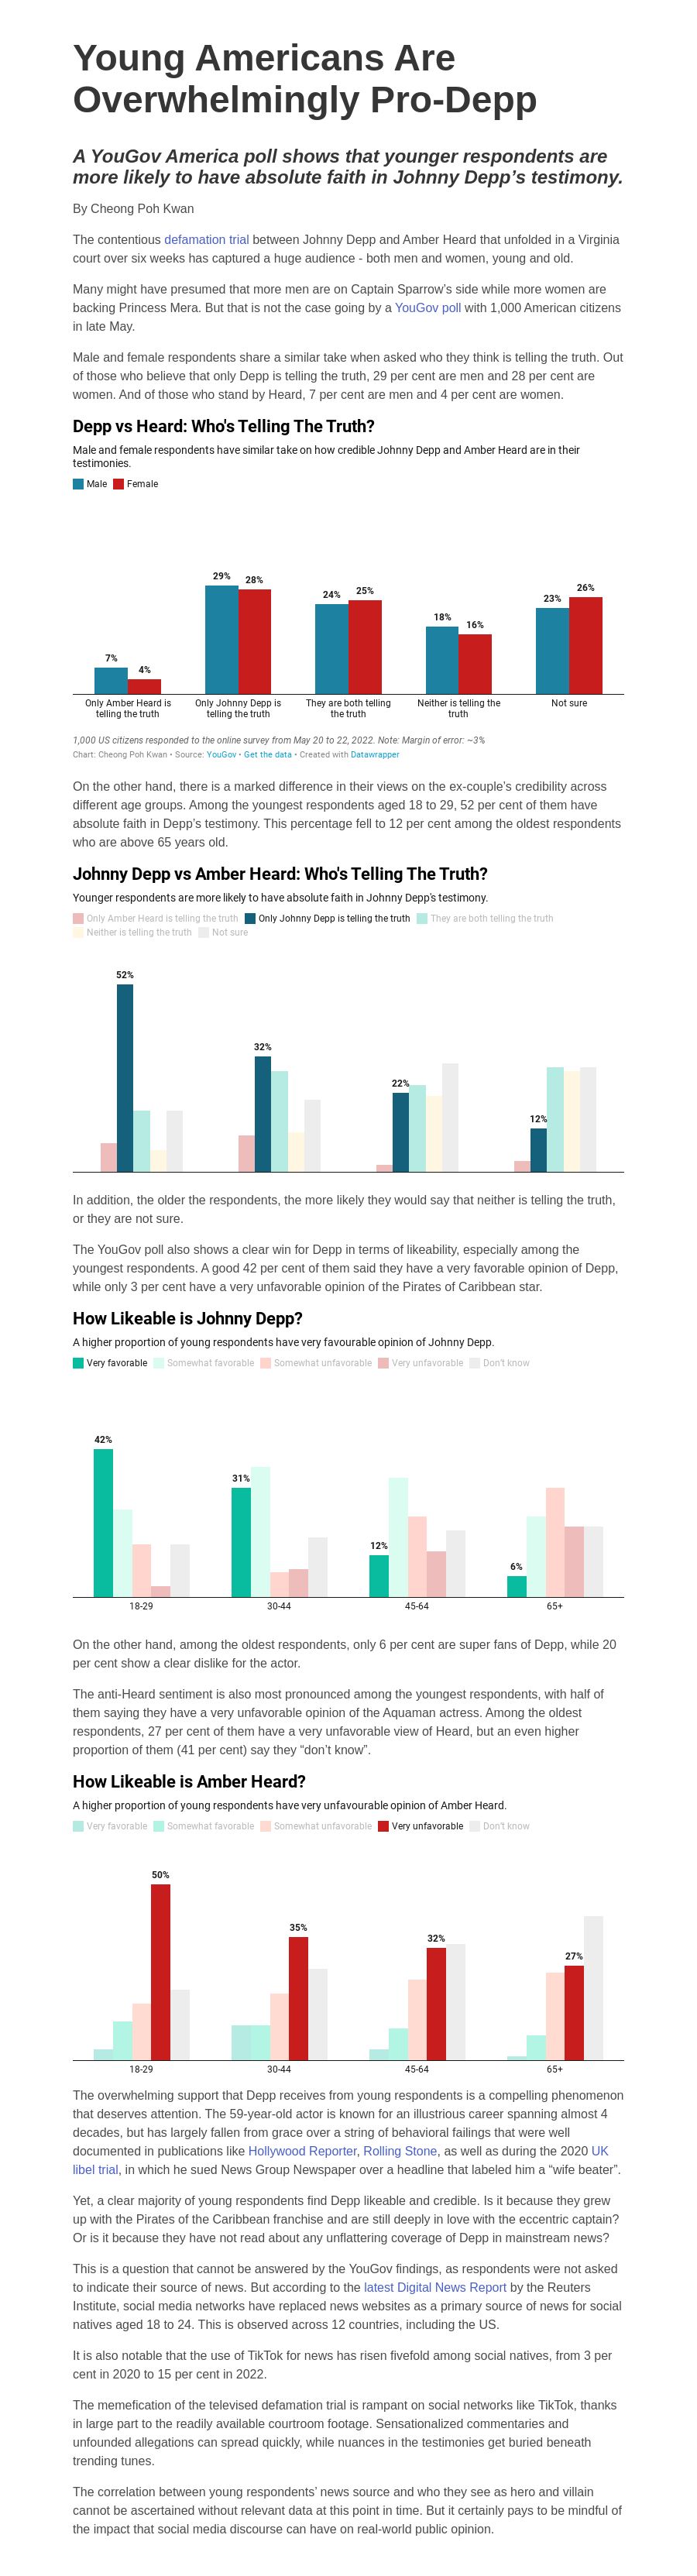 Young Americans Are
Overwhelmingly Pro-Depp
A YouGov America poll shows that younger respondents are
more likely to have absolute faith in Johnny Depp’s testimony.
By Cheong Poh Kwan
The contentious defamation trial between Johnny Depp and Amber Heard that unfolded in a Virginia
court over six weeks has captured a huge audience - both men and women, young and old.
Many might have presumed that more men are on Captain Sparrow’s side while more women are
backing Princess Mera. But that is not the case going by a YouGov poll with 1,000 American citizens
in late May.
Male and female respondents share a similar take when asked who they think is telling the truth. Out
of those who believe that only Depp is telling the truth, 29 per cent are men and 28 per cent are
women. And of those who stand by Heard, 7 per cent are men and 4 per cent are women.
Depp vs Heard: Who's Telling The Truth?
Male and female respondents have similar take on how credible Johnny Depp and Amber Heard are in their
testimonies.
Male Female
29% 28% 24% 25% 23% 26%
18% 16%
7% 4%
Only Amber Heard is Only Johnny Depp is They are both telling Neither is telling the Not sure
telling the truth telling the truth the truth truth
1,000 US citizens responded to the online survey from May 20 to 22, 2022. Note: Margin of error: ~3%
Chart: Cheong Poh Kwan • Source: YouGov • Get the data • Created with Datawrapper
On the other hand, there is a marked difference in their views on the ex-couple’s credibility across
different age groups. Among the youngest respondents aged 18 to 29, 52 per cent of them have
absolute faith in Depp’s testimony. This percentage fell to 12 per cent among the oldest respondents
who are above 65 years old.
Johnny Depp vs Amber Heard: Who's Telling The Truth?
Younger respondents are more likely to have absolute faith in Johnny Depp's testimony.
Only Amber Heard is telling the truth Only Johnny Depp is telling the truth They are both telling the truth
Neither is telling the truth Not sure
52%
32%
22%
12%
In addition, the older the respondents, the more likely they would say that neither is telling the truth,
or they are not sure.
The YouGov poll also shows a clear win for Depp in terms of likeability, especially among the
youngest respondents. A good 42 per cent of them said they have a very favorable opinion of Depp,
while only 3 per cent have a very unfavorable opinion of the Pirates of Caribbean star.
How Likeable is Johnny Depp?
A higher proportion of young respondents have very favourable opinion of Johnny Depp.
Very favorable Somewhat favorable Somewhat unfavorable Very unfavorable Don't know
42%
31%
12%
6%
18-29 30-44 45-64 65+
On the other hand, among the oldest respondents, only 6 per cent are super fans of Depp, while 20
per cent show a clear dislike for the actor.
The anti-Heard sentiment is also most pronounced among the youngest respondents, with half of
them saying they have a very unfavorable opinion of the Aquaman actress. Among the oldest
respondents, 27 per cent of them have a very unfavorable view of Heard, but an even higher
proportion of them (41 per cent) say they “don’t know”.
How Likeable is Amber Heard?
A higher proportion of young respondents have very unfavourable opinion of Amber Heard.
Very favorable Somewhat favorable Somewhat unfavorable Very unfavorable Don't know
50%
35%
32%
27%
18-29 30-44 45-64 65+
The overwhelming support that Depp receives from young respondents is a compelling phenomenon
that deserves attention. The 59-year-old actor is known for an illustrious career spanning almost 4
decades, but has largely fallen from grace over a string of behavioral failings that were well
documented in publications like Hollywood Reporter, Rolling Stone, as well as during the 2020 UK
libel trial, in which he sued News Group Newspaper over a headline that labeled him a “wife beater”.
Yet, a clear majority of young respondents find Depp likeable and credible. Is it because they grew
up with the Pirates of the Caribbean franchise and are still deeply in love with the eccentric captain?
Or is it because they have not read about any unflattering coverage of Depp in mainstream news?
This is a question that cannot be answered by the YouGov findings, as respondents were not asked
to indicate their source of news. But according to the latest Digital News Report by the Reuters
Institute, social media networks have replaced news websites as a primary source of news for social
natives aged 18 to 24. This is observed across 12 countries, including the US.
It is also notable that the use of TikTok for news has risen fivefold among social natives, from 3 per
cent in 2020 to 15 per cent in 2022.
The memefication of the televised defamation trial is rampant on social networks like TikTok, thanks
in large part to the readily available courtroom footage. Sensationalized commentaries and
unfounded allegations can spread quickly, while nuances in the testimonies get buried beneath
trending tunes.
The correlation between young respondents’ news source and who they see as hero and villain
cannot be ascertained without relevant data at this point in time. But it certainly pays to be mindful of
the impact that social media discourse can have on real-world public opinion.